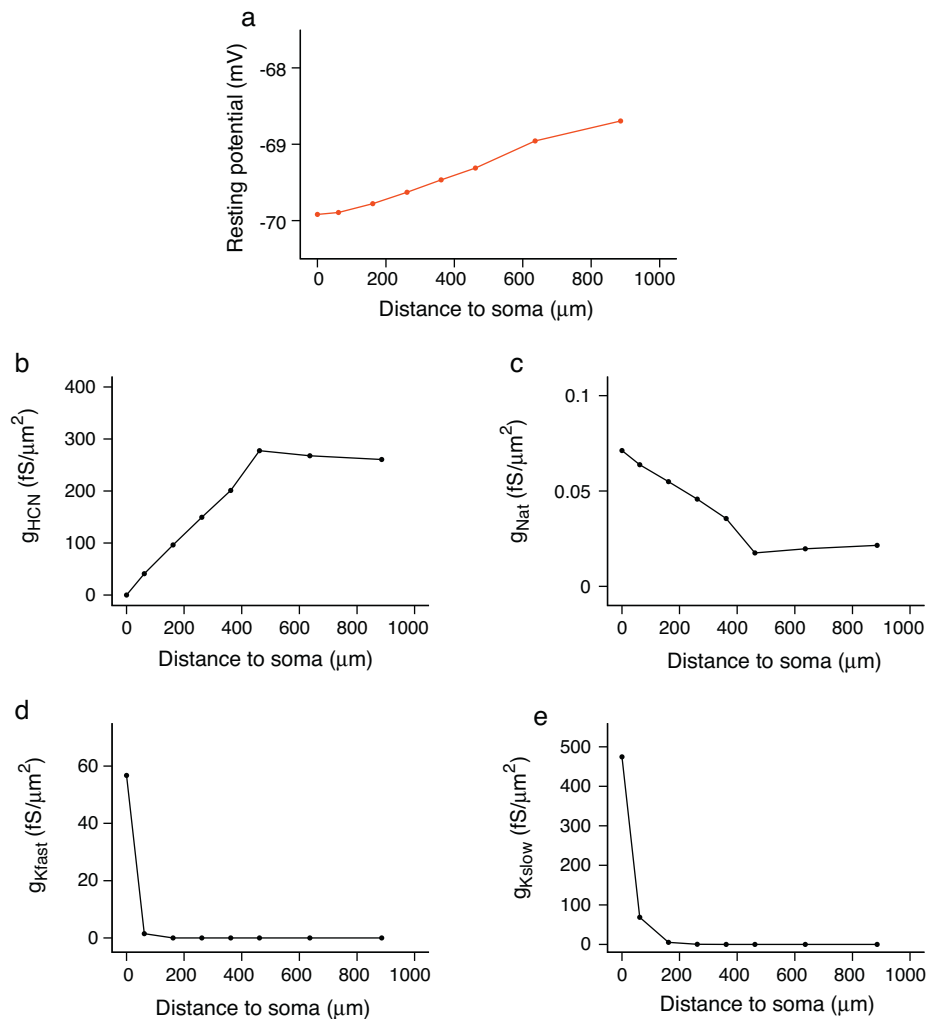 a
Resting potential (mV)
-68
-69
-70
0 200 400 600 800 1000
Distance to soma (μm)
b
g_HCN (fS/μm²)
400
300
200
100
0
0 200 400 600 800 1000
Distance to soma (μm)
c
g_Nat (fS/μm²)
0.1
0.05
0
0 200 400 600 800 1000
Distance to soma (μm)
d
g_Kfast (fS/μm²)
60
40
20
0
0 200 400 600 800 1000
Distance to soma (μm)
e
g_Kslow (fS/μm²)
500
400
300
200
100
0
0 200 400 600 800 1000
Distance to soma (μm)